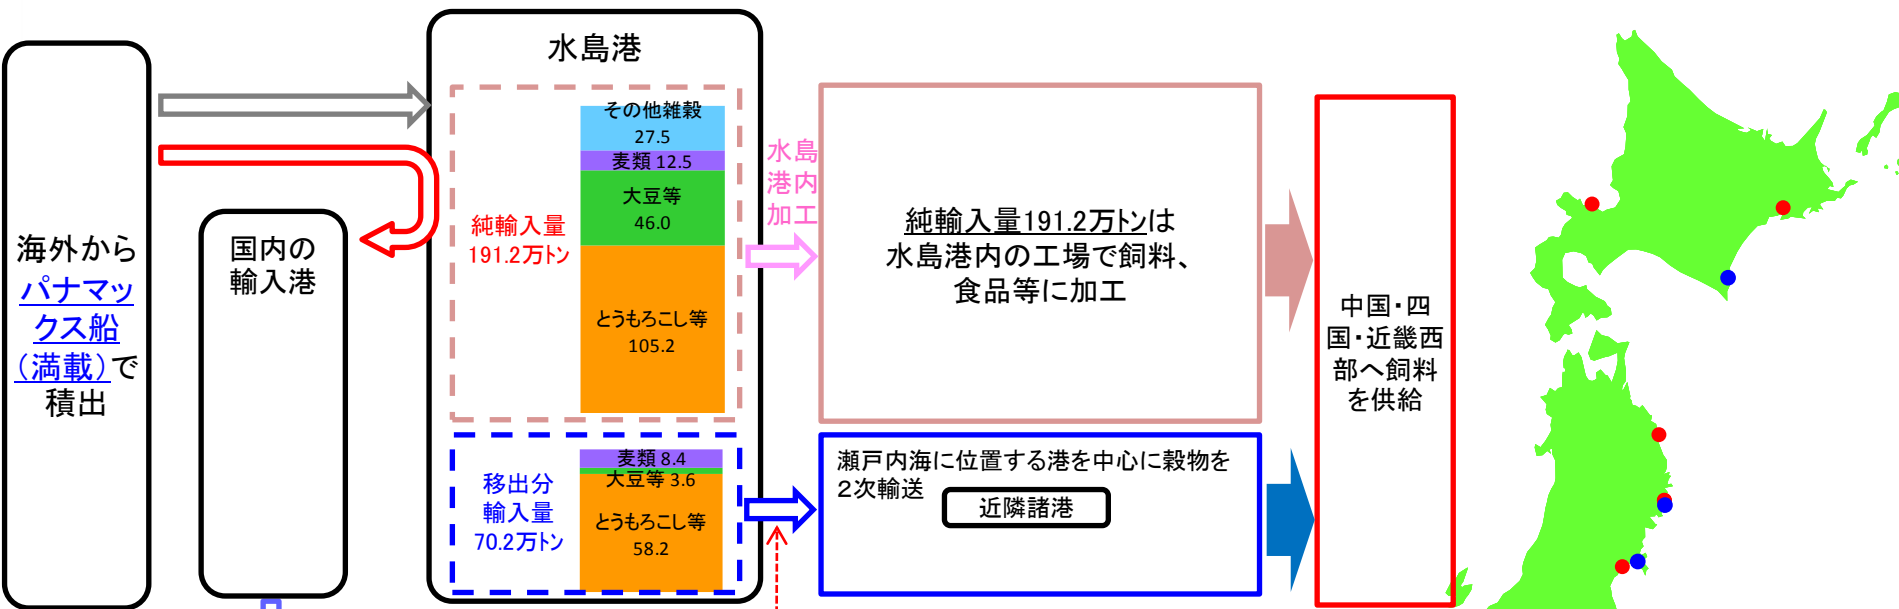 水島港
海外から
パナマッ
クス船
（満載）で
積出
国内の
輸入港
純輸入量
191.2万トン
その他雑穀
27.5
麦類 12.5
大豆等
46.0
とうもろこし等
105.2
水島
港内
加工
純輸入量191.2万トンは
水島港内の工場で飼料、
食品等に加工
移出分
輸入量
70.2万トン
麦類 8.4
大豆等 3.6
とうもろこし等
58.2
瀬戸内海に位置する港を中心に穀物を
２次輸送
近隣諸港
中国・四
国・近畿西
部へ飼料
を供給